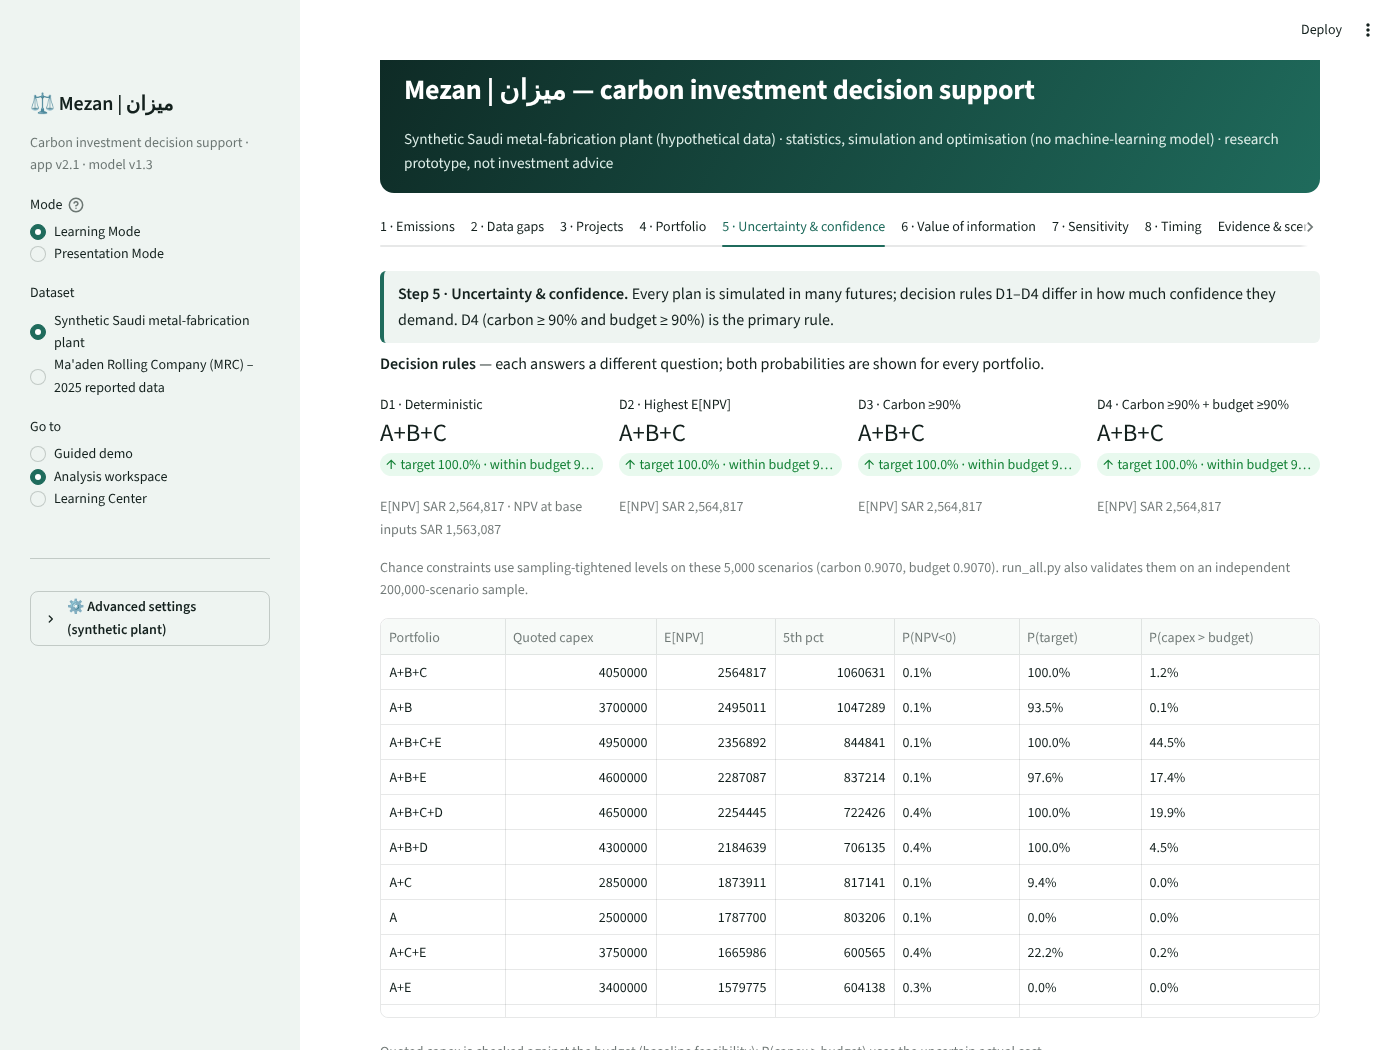 Deploy
⚖️ Mezan | ميزان
Carbon investment decision support ·
app v2.1 · model v1.3
Mode
Learning Mode
Presentation Mode
Dataset
Synthetic Saudi metal-fabrication
plant
Ma'aden Rolling Company (MRC) –
2025 reported data
Go to
Guided demo
Analysis workspace
Learning Center
⚙️ Advanced settings
(synthetic plant)
Mezan | ميزان — carbon investment decision support
Synthetic Saudi metal-fabrication plant (hypothetical data) · statistics, simulation and optimisation (no machine-learning model) · research
prototype, not investment advice
1 · Emissions 2 · Data gaps 3 · Projects 4 · Portfolio 5 · Uncertainty & confidence 6 · Value of information 7 · Sensitivity 8 · Timing Evidence &
Step 5 · Uncertainty & confidence. Every plan is simulated in many futures; decision rules D1–D4 differ in how much confidence they
demand. D4 (carbon ≥ 90% and budget ≥ 90%) is the primary rule.
Decision rules — each answers a different question; both probabilities are shown for every portfolio.
D1 · Deterministic D2 · Highest E[NPV] D3 · Carbon ≥90% D4 · Carbon ≥90% + budget ≥90%
A+B+C A+B+C A+B+C A+B+C
↑ target 100.0% · within budget 9… ↑ target 100.0% · within budget 9… ↑ target 100.0% · within budget 9… ↑ target 100.0% · within budget 9…
E[NPV] SAR 2,564,817 · NPV at base E[NPV] SAR 2,564,817 E[NPV] SAR 2,564,817 E[NPV] SAR 2,564,817
inputs SAR 1,563,087
Chance constraints use sampling-tightened levels on these 5,000 scenarios (carbon 0.9070, budget 0.9070). run_all.py also validates them on an independent
200,000-scenario sample.
Portfolio Quoted capex E[NPV] 5th pct P(NPV<0) P(target) P(capex > budget)
A+B+C 4050000 2564817 1060631 0.1% 100.0% 1.2%
A+B 3700000 2495011 1047289 0.1% 93.5% 0.1%
A+B+C+E 4950000 2356892 844841 0.1% 100.0% 44.5%
A+B+E 4600000 2287087 837214 0.1% 97.6% 17.4%
A+B+C+D 4650000 2254445 722426 0.4% 100.0% 19.9%
A+B+D 4300000 2184639 706135 0.4% 100.0% 4.5%
A+C 2850000 1873911 817141 0.1% 9.4% 0.0%
A 2500000 1787700 803206 0.1% 0.0% 0.0%
A+C+E 3750000 1665986 600565 0.4% 22.2% 0.2%
A+E 3400000 1579775 604138 0.3% 0.0% 0.0%